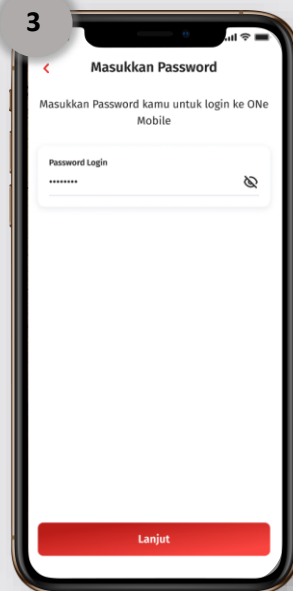 3
Masukkan Password
Masukkan Password kamu untuk login ke ONe
Mobile
Password Login
••••••••
Lanjut